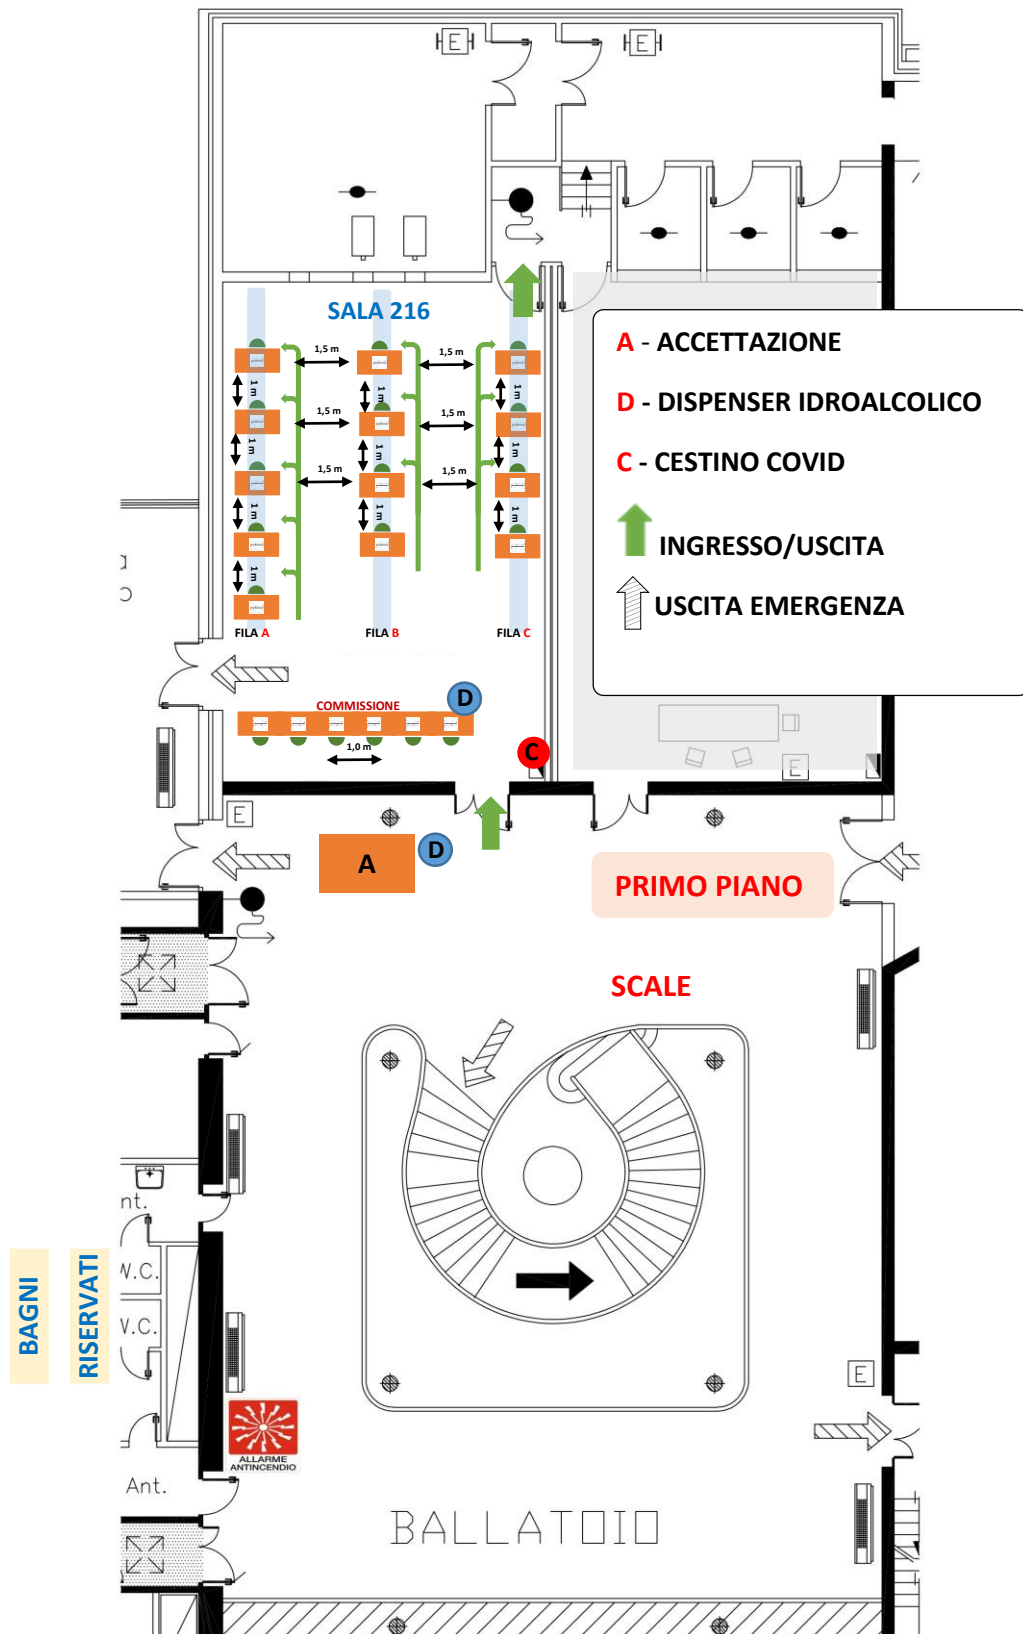 E
E
SALA 216
A - ACCETTAZIONE
D - DISPENSER IDROALCOLICO
C - CESTINO COVID
INGRESSO/USCITA
USCITA EMERGENZA
1,5 m
1,5 m
1 m
1 m
1 m
1,5 m
1,5 m
1 m
1 m
1 m
1,5 m
1,5 m
1 m
1 m
1 m
1 m
FILA A
FILA B
FILA C
COMMISSIONE
D
1,0 m
C
E
E
A
D
PRIMO PIANO
SCALE
nt.
W.C.
W.C.
BAGNI
RISERVATI
E
ALLARME
ANTINCENDIO
Ant.
BALLATOIO